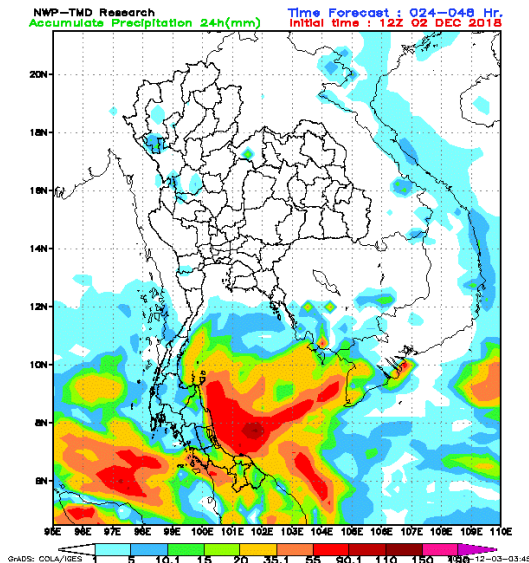 NWP-TMD Research Time Forecast : 024-048 Hr.
Accumulate Precipitation 24h(mm) Initial time : 12Z 02 DEC 2018
20N
18N
16N
14N
12N
10N
8N
6N
95E 96E 97E 98E 99E 100E 101E 102E 103E 104E 105E 106E 107E 108E 109E 110E
GrADS: COLA/IGES 1 5 10.1 15 20 35.1 55 90.1 110 150